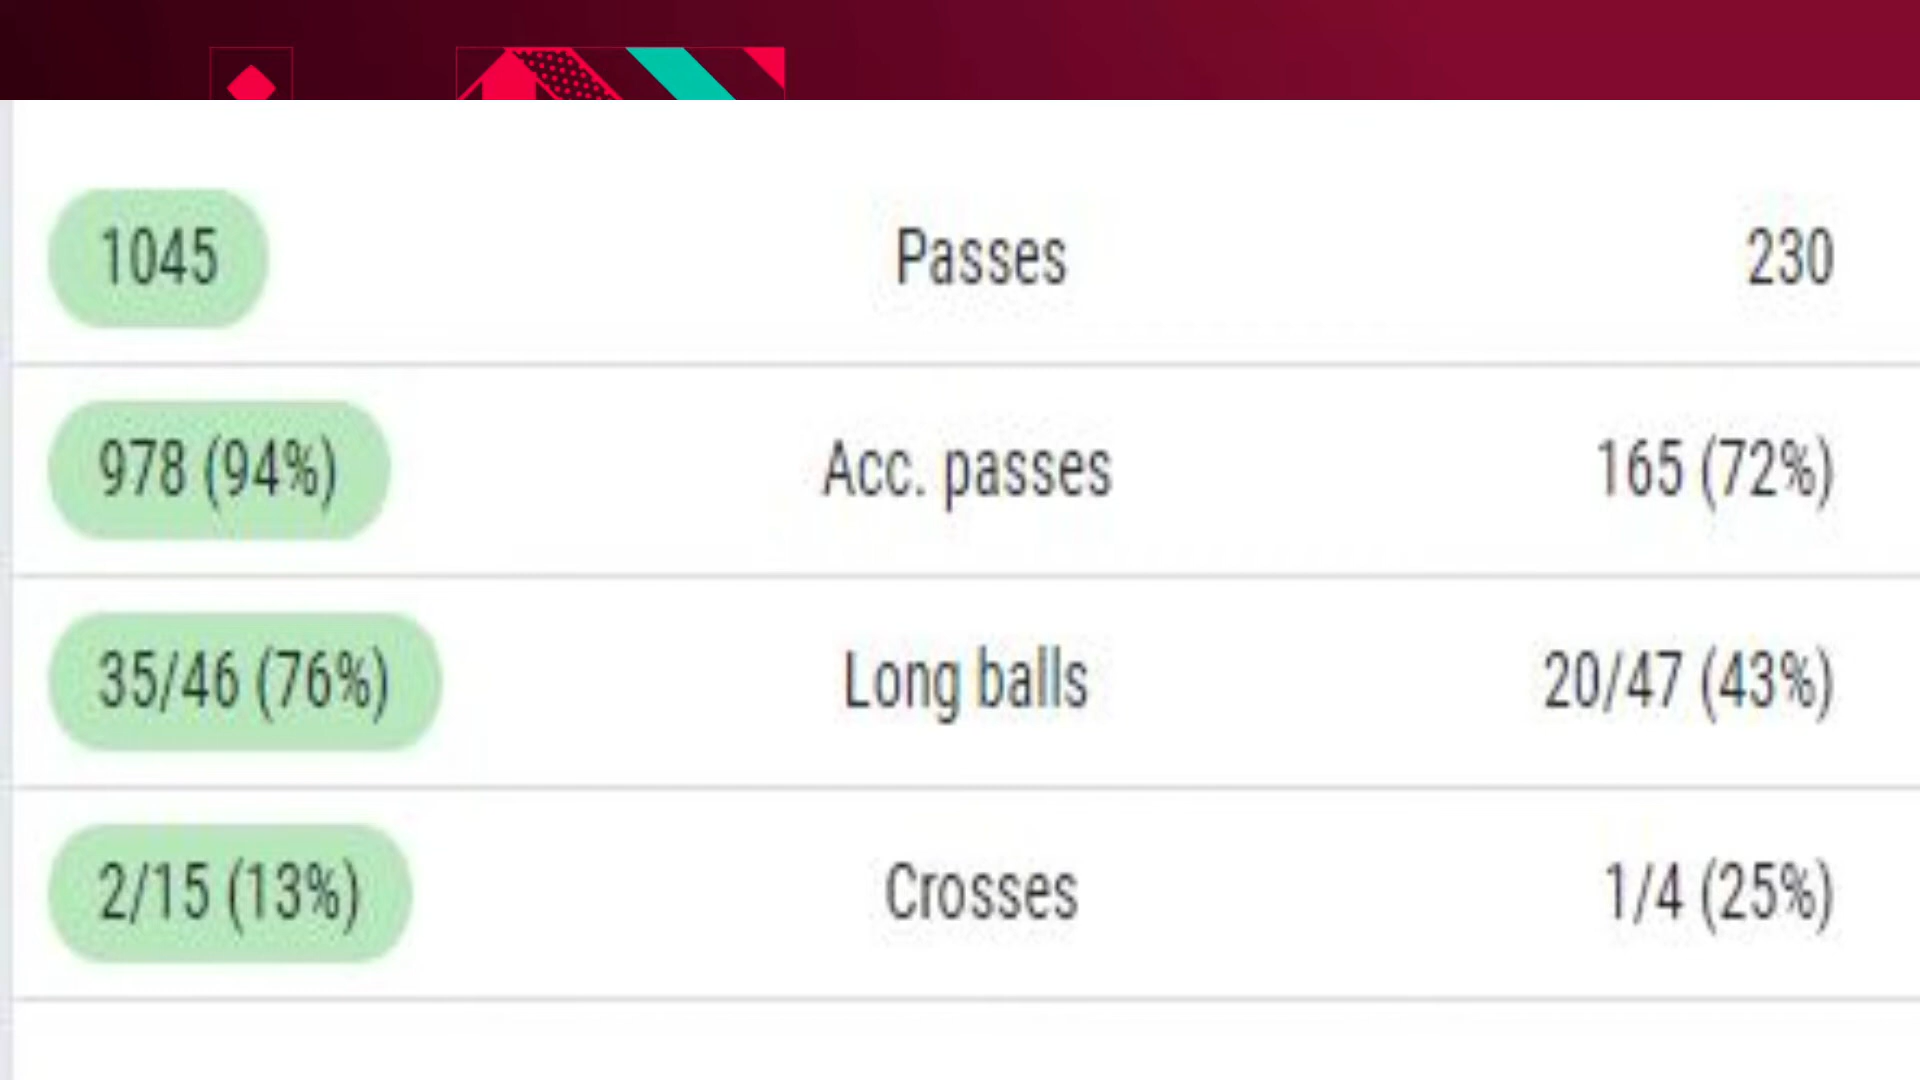 1045 Passes 230
978 (94%) Acc. passes 165 (72%)
35/46 (76%) Long balls 20/47 (43%)
2/15 (13%) Crosses 1/4 (25%)